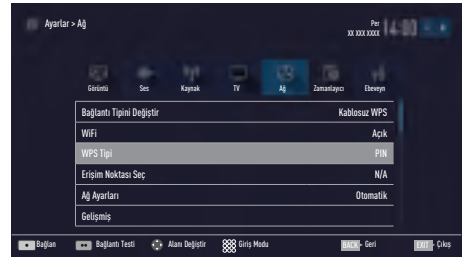 Ayarlar > Ağ
Per
XX XXX XXXX
14:00
Görüntü Ses Kaynak TV Ağ Zamanlayıcı Ebeveyn
Bağlantı Tipini Değiştir Kablosuz WPS
WiFi Açık
WPS Tipi PIN
Erişim Noktası Seç N/A
Ağ Ayarları Otomatik
Gelişmiş
Bağlan Bağlantı Testi Alanı Değiştir Giriş Modu BACK Geri EXIT Çıkış